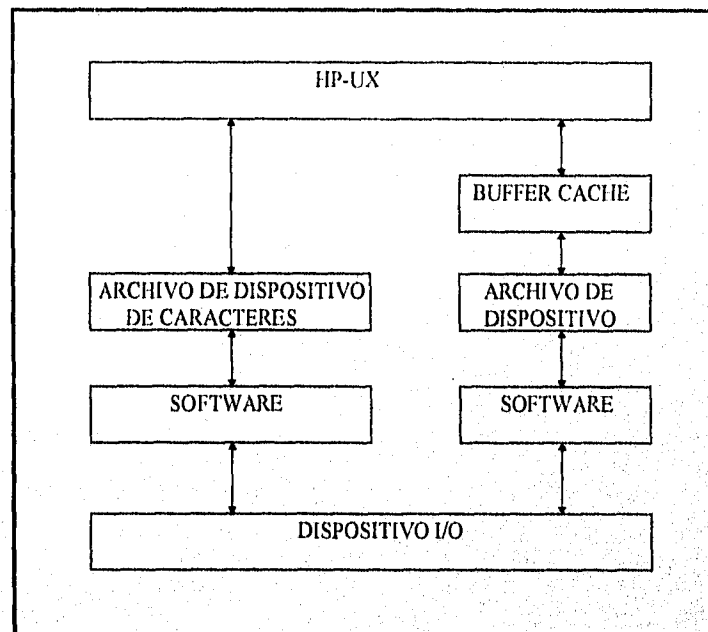 HP-UX
BUFFER CACHE
ARCHIVO DE DISPOSITIVO
DE CARACTERES
ARCHIVO DE
DISPOSITIVO
SOFTWARE
SOFTWARE
DISPOSITIVO I/O